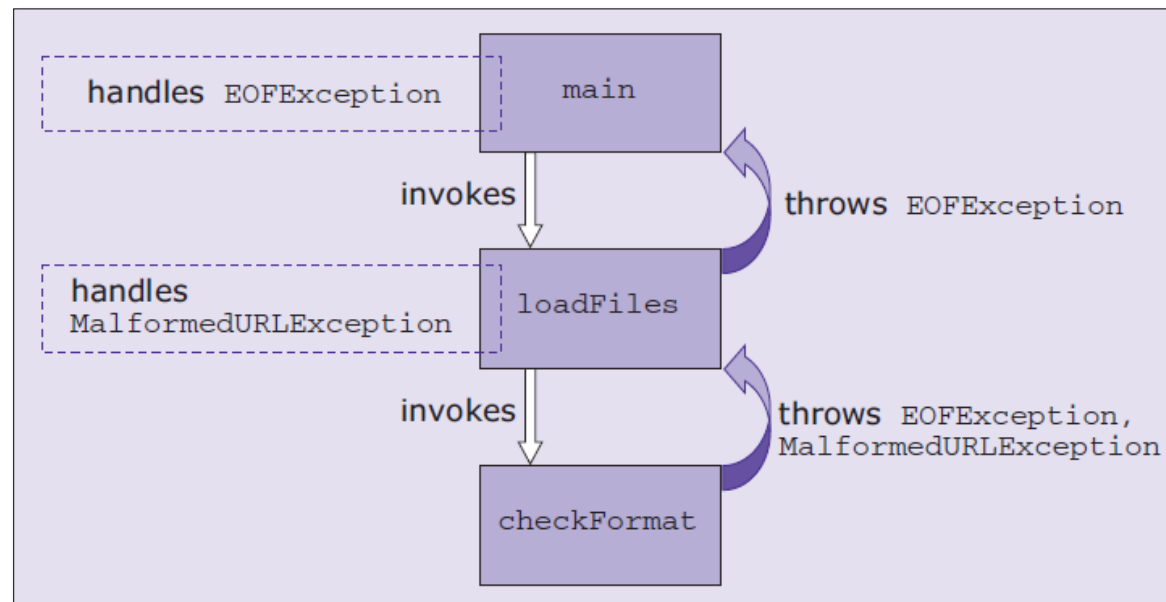 handles EOFException
main
invokes
throws EOFException
handles
MalformedURLException
loadFiles
invokes
throws EOFException,
MalformedURLException
checkFormat